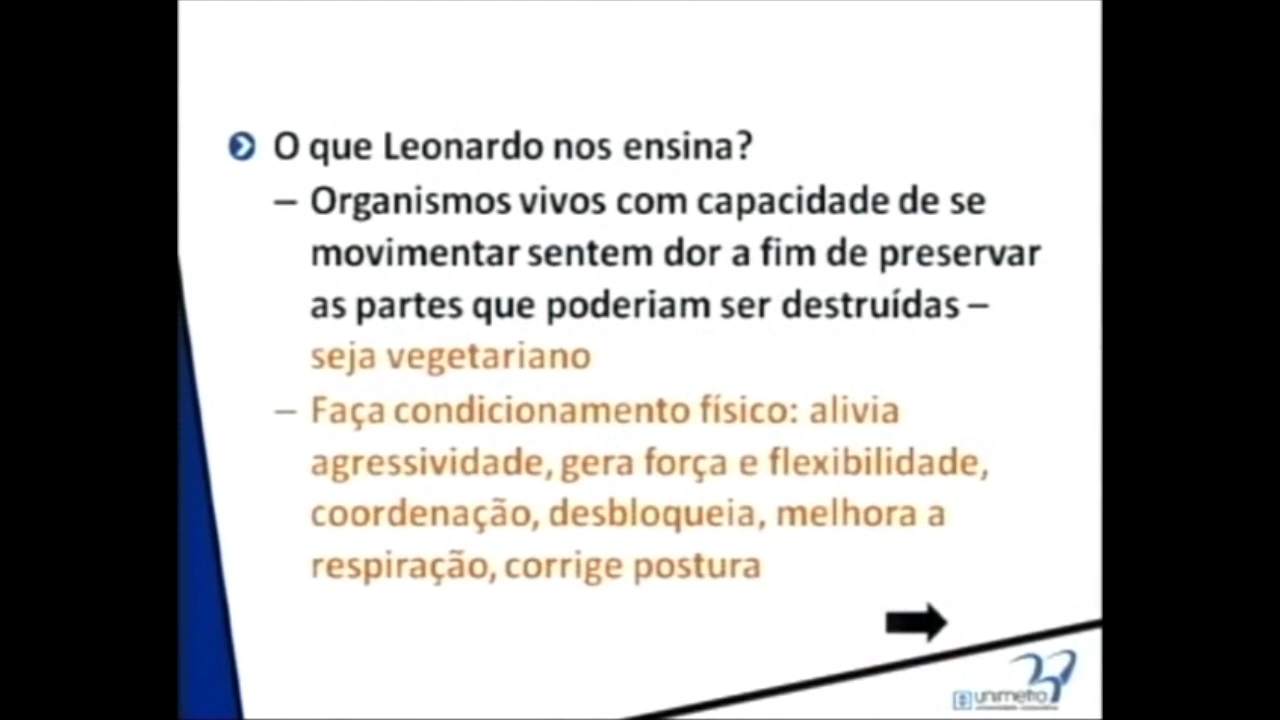 O que Leonardo nos ensina?
– Organismos vivos com capacidade de se
movimentar sentem dor a fim de preservar
as partes que poderiam ser destruídas –
seja vegetariano
– Faça condicionamento físico: alivia
agressividade, gera força e flexibilidade,
coordenação, desbloqueia, melhora a
respiração, corrige postura
unimetro